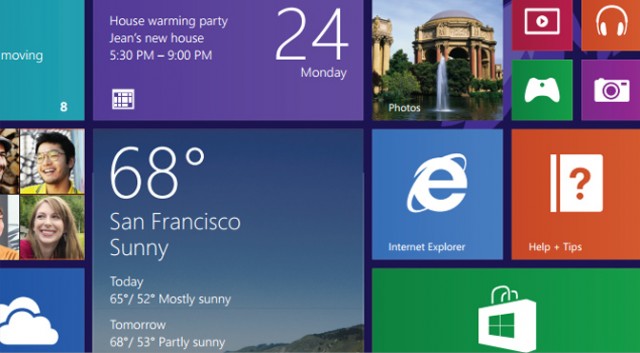 moving
8
House warming party
Jean's new house
5:30 PM – 9:00 PM
24
Monday
Photos
68°
San Francisco
Sunny
Today
65°/ 52° Mostly sunny
Tomorrow
68°/ 53° Partly sunny
Internet Explorer
?
Help + Tips